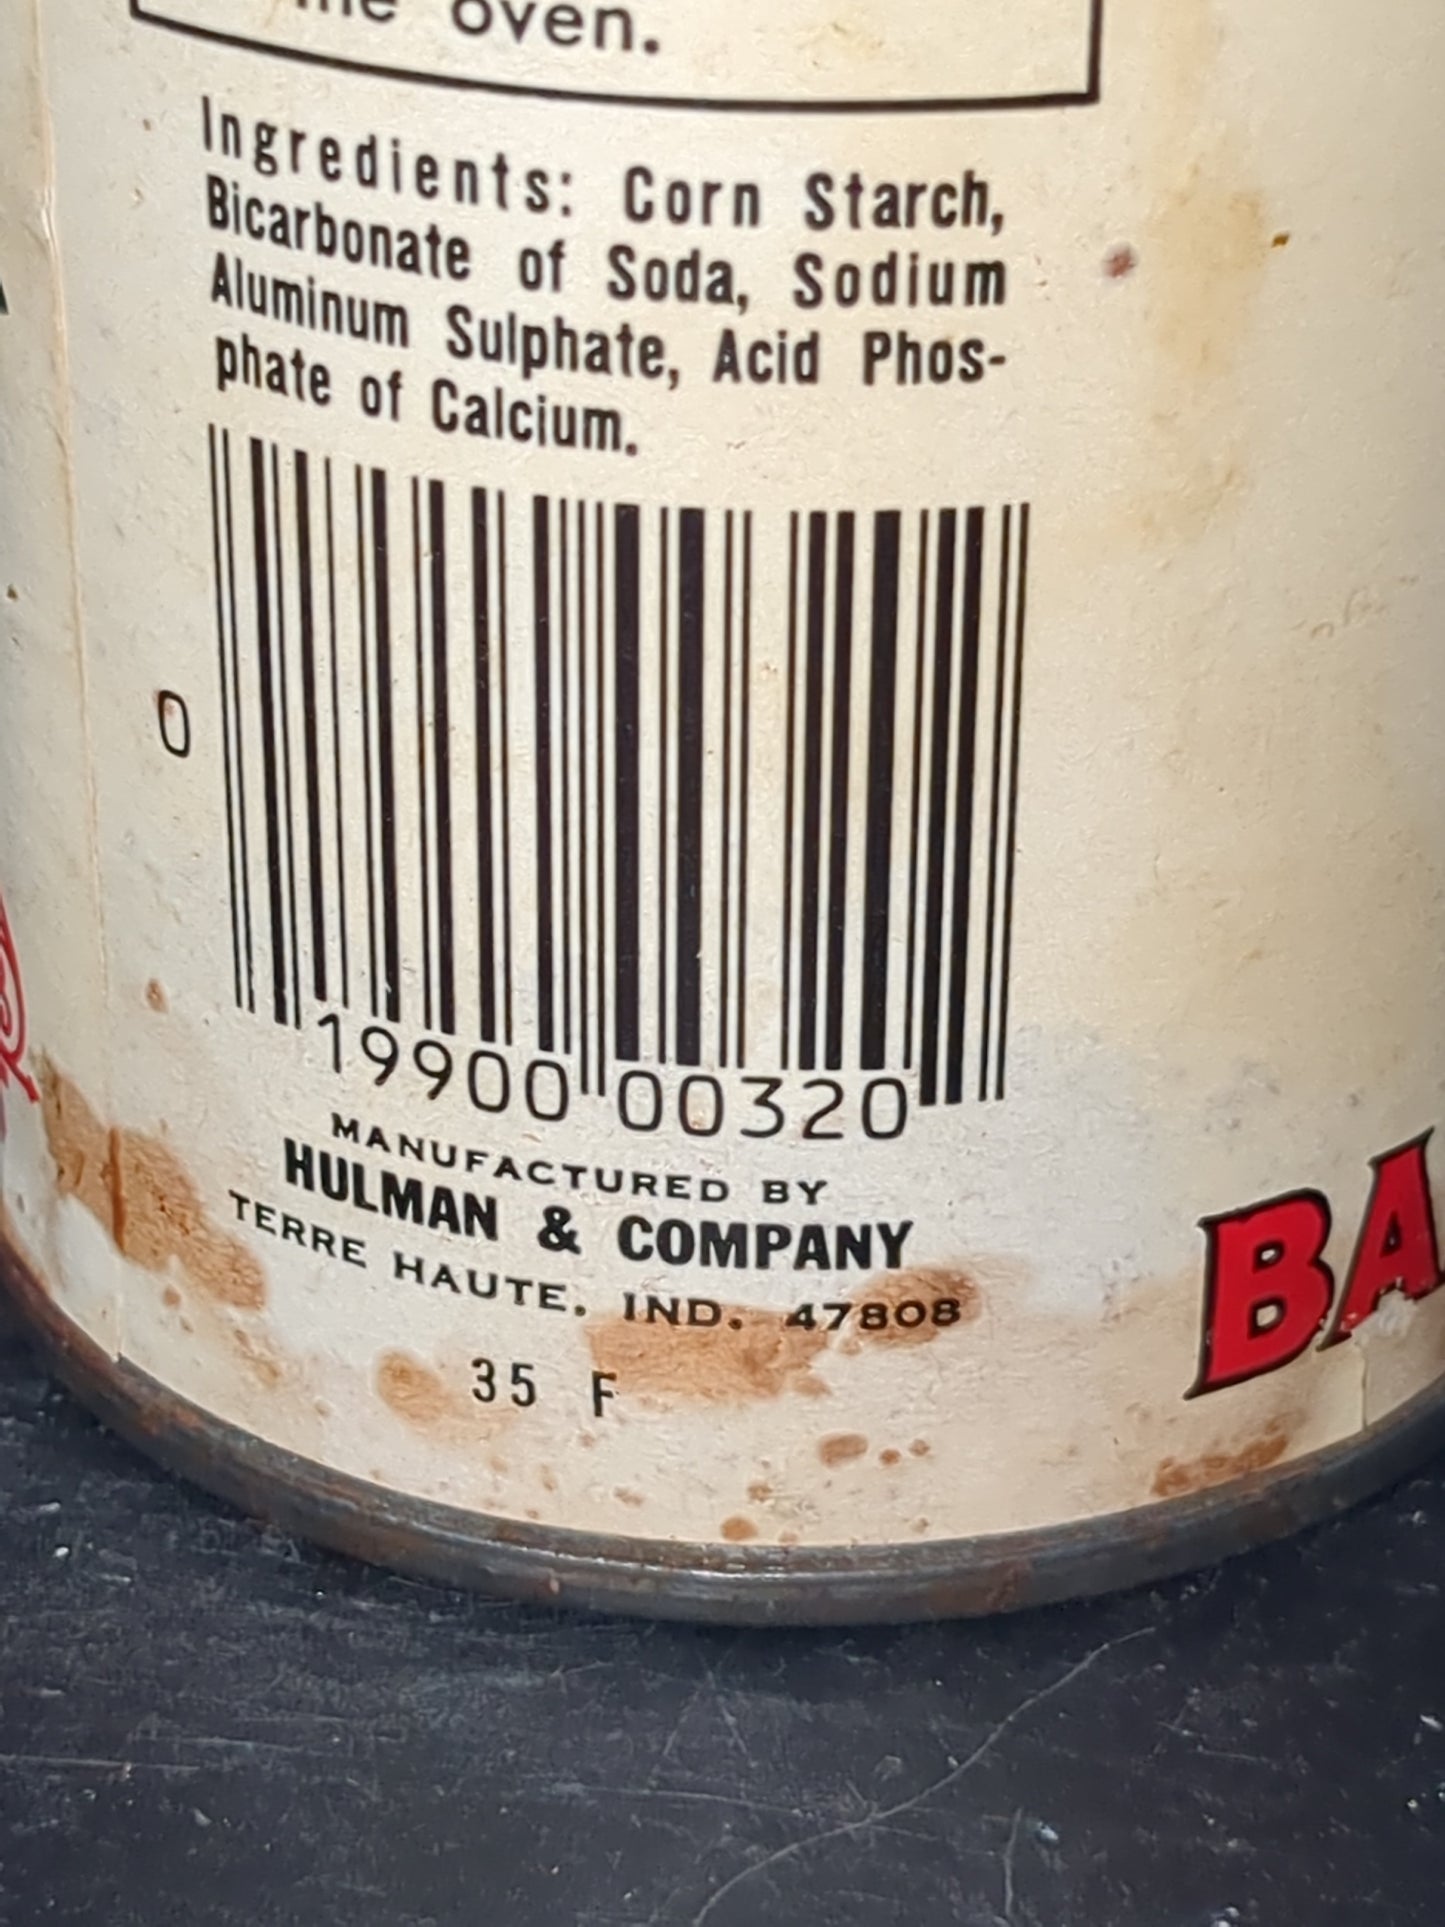 oven.
Ingredients: Corn Starch,
Bicarbonate of Soda, Sodium
Aluminum Sulphate, Acid Phos-
phate of Calcium.
0 19900 00320
MANUFACTURED BY
HULMAN & COMPANY
TERRE HAUTE, IND. 47808
35 F
BA